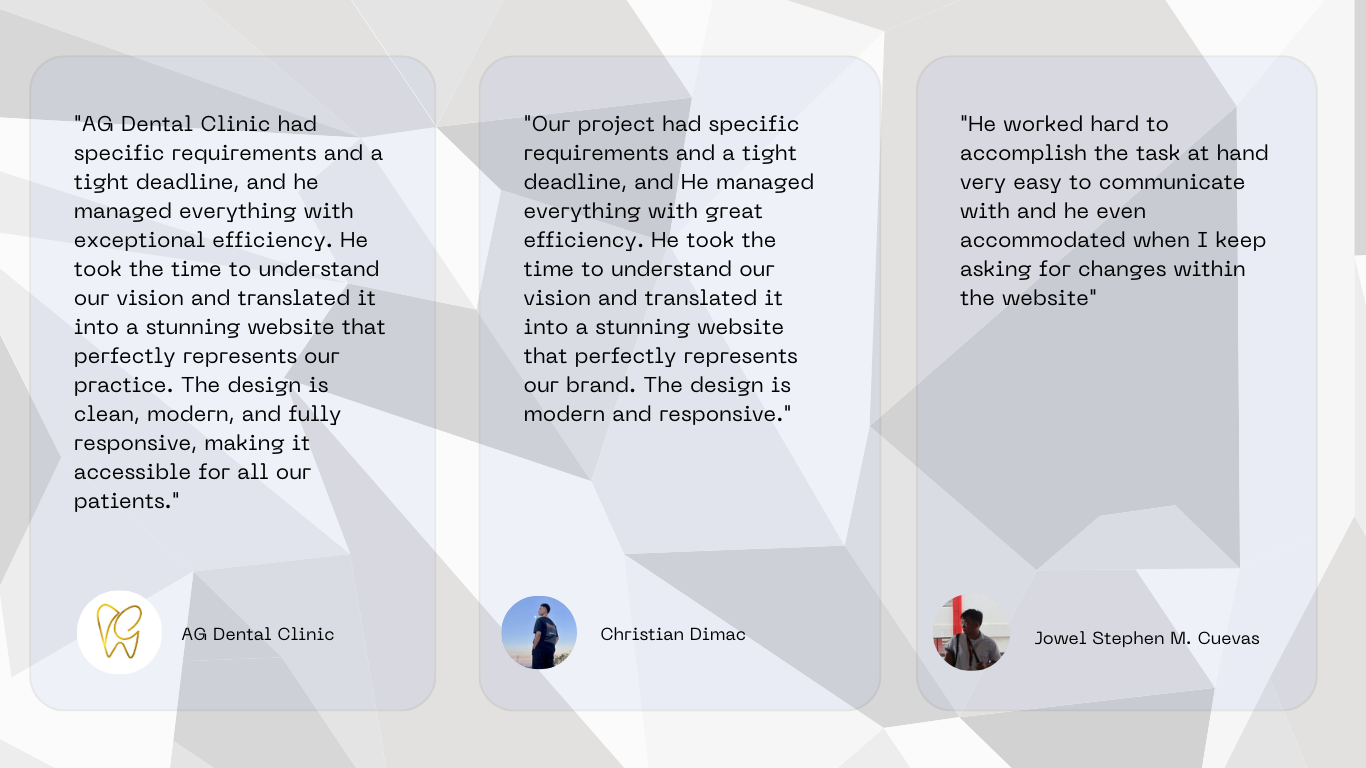 "AG Dental Clinic had
specific requirements and a
tight deadline, and he
managed everything with
exceptional efficiency. He
took the time to understand
our vision and translated it
into a stunning website that
perfectly represents our
practice. The design is
clean, modern, and fully
responsive, making it
accessible for all our
patients."
AG Dental Clinic
"Our project had specific
requirements and a tight
deadline, and He managed
everything with great
efficiency. He took the
time to understand our
vision and translated it
into a stunning website
that perfectly represents
our brand. The design is
modern and responsive."
Christian Dimac
"He worked hard to
accomplish the task at hand
very easy to communicate
with and he even
accommodated when I keep
asking for changes within
the website"
Jowel Stephen M. Cuevas